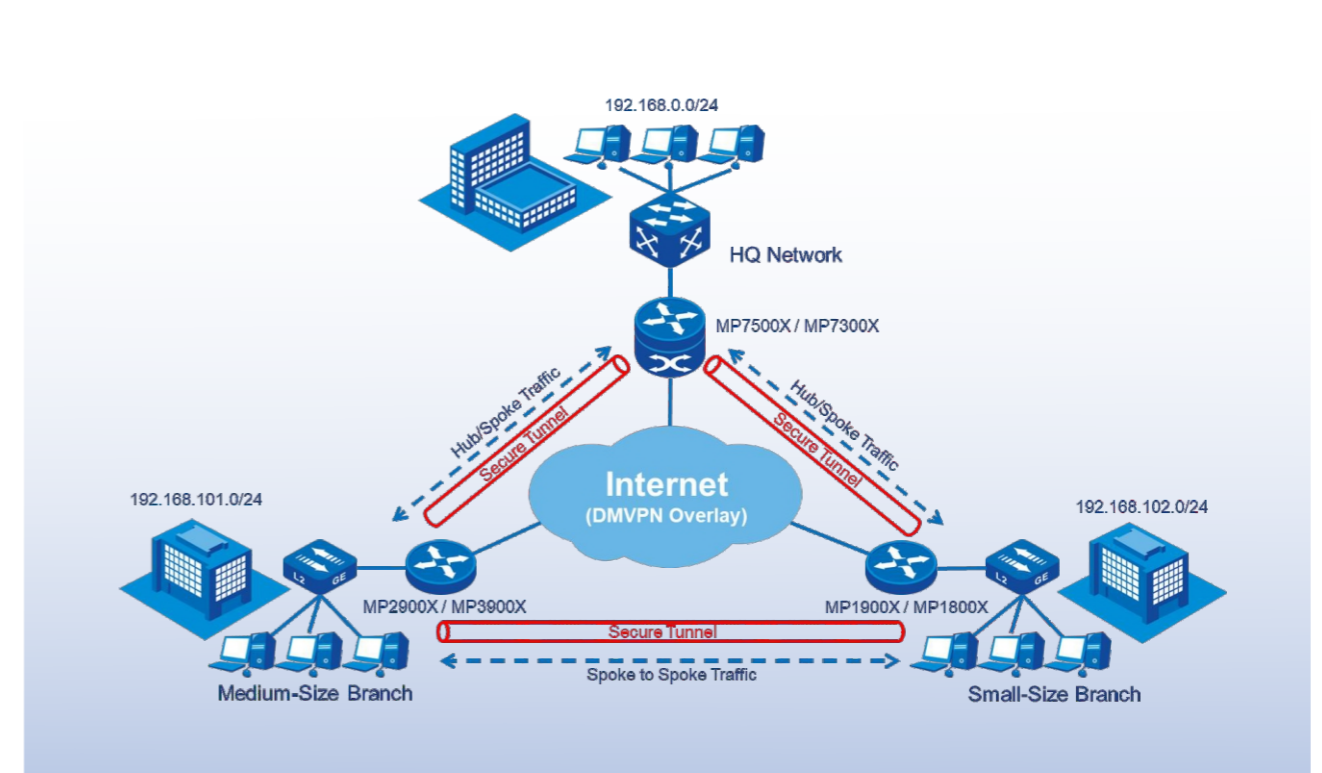 192.168.0.0/24
HQ Network
MP7500X / MP7300X
Hub/Spoke Traffic
Secure Tunnel
Hub/Spoke Traffic
Secure Tunnel
Internet
(DMVPN Overlay)
192.168.101.0/24
192.168.102.0/24
L2 GE
L2 GE
MP2900X / MP3900X
MP1900X / MP1800X
Secure Tunnel
Spoke to Spoke Traffic
Medium-Size Branch
Small-Size Branch